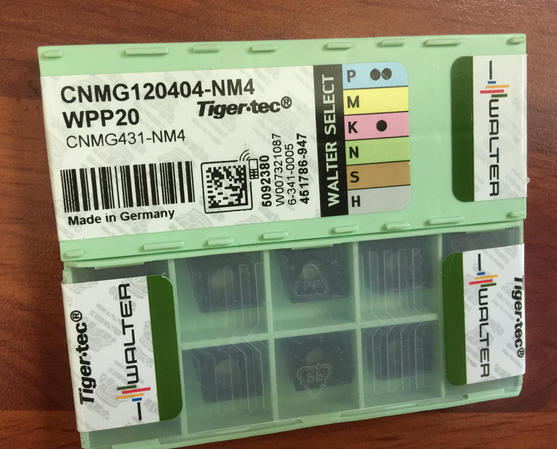 CNMG120404-NM4
WPP20
Tiger·tec®
CNMG431-NM4
Made in Germany
5092380
W007321087
6-341-0005
451786-947
WALTER SELECT
P
M
K
N
S
H
WALTER
Tiger·tec®
WALTER
WALTER
Tiger·tec®